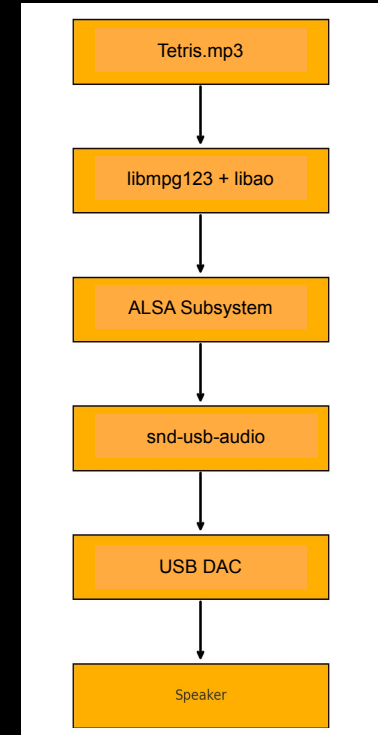 Tetris.mp3
libmpg123 + libao
ALSA Subsystem
snd-usb-audio
USB DAC
Speaker